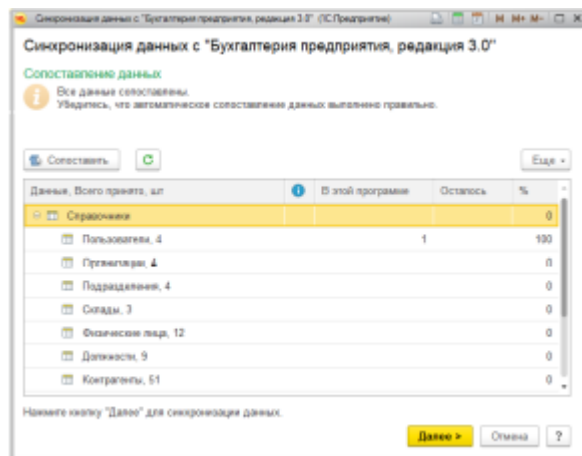 Синхронизация данных с "Бухгалтерия предприятия, редакция 3.0" (1С:Предприятие)
M M+ M-
Синхронизация данных с "Бухгалтерия предприятия, редакция 3.0"
Сопоставление данных
Все данные сопоставлены.
Убедитесь, что автоматическое сопоставление данных выполнено правильно.
Сопоставить Еще
Данные, Всего принято, шт В этой программе Осталось %
Справочники 0
Пользователи, 4 1 100
Организации, 4 0
Подразделения, 4 0
Склады, 3 0
Физические лица, 12 0
Должности, 9 0
Контрагенты, 51 0
Нажмите кнопку "Далее" для синхронизации данных.
Далее > Отмена ?